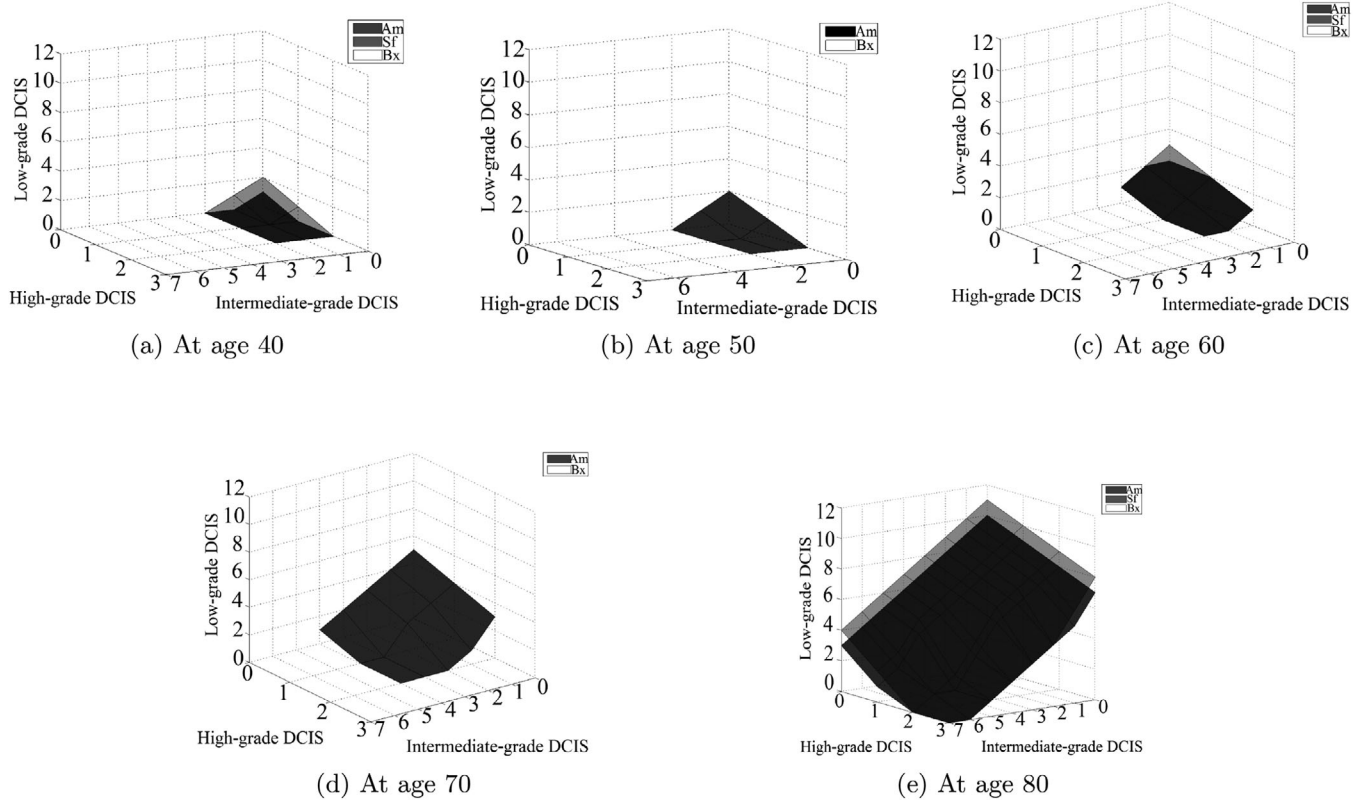 Am
Sf
Bx
12
10
8
6
4
2
0
Low-grade DCIS
0
1
2
3
7
6
5
4
3
2
1
0
High-grade DCIS
Intermediate-grade DCIS
(a) At age 40
Am
Bx
12
10
8
6
4
2
0
Low-grade DCIS
0
1
2
3
6
4
2
0
High-grade DCIS
Intermediate-grade DCIS
(b) At age 50
Am
Sf
Bx
12
10
8
6
4
2
0
Low-grade DCIS
0
1
2
3
7
6
5
4
3
2
1
0
High-grade DCIS
Intermediate-grade DCIS
(c) At age 60
Am
Bx
12
10
8
6
4
2
0
Low-grade DCIS
0
1
2
3
7
6
5
4
3
2
1
0
High-grade DCIS
Intermediate-grade DCIS
(d) At age 70
Am
Sf
Bx
12
10
8
6
4
2
0
Low-grade DCIS
0
1
2
3
7
6
5
4
3
2
1
0
High-grade DCIS
Intermediate-grade DCIS
(e) At age 80